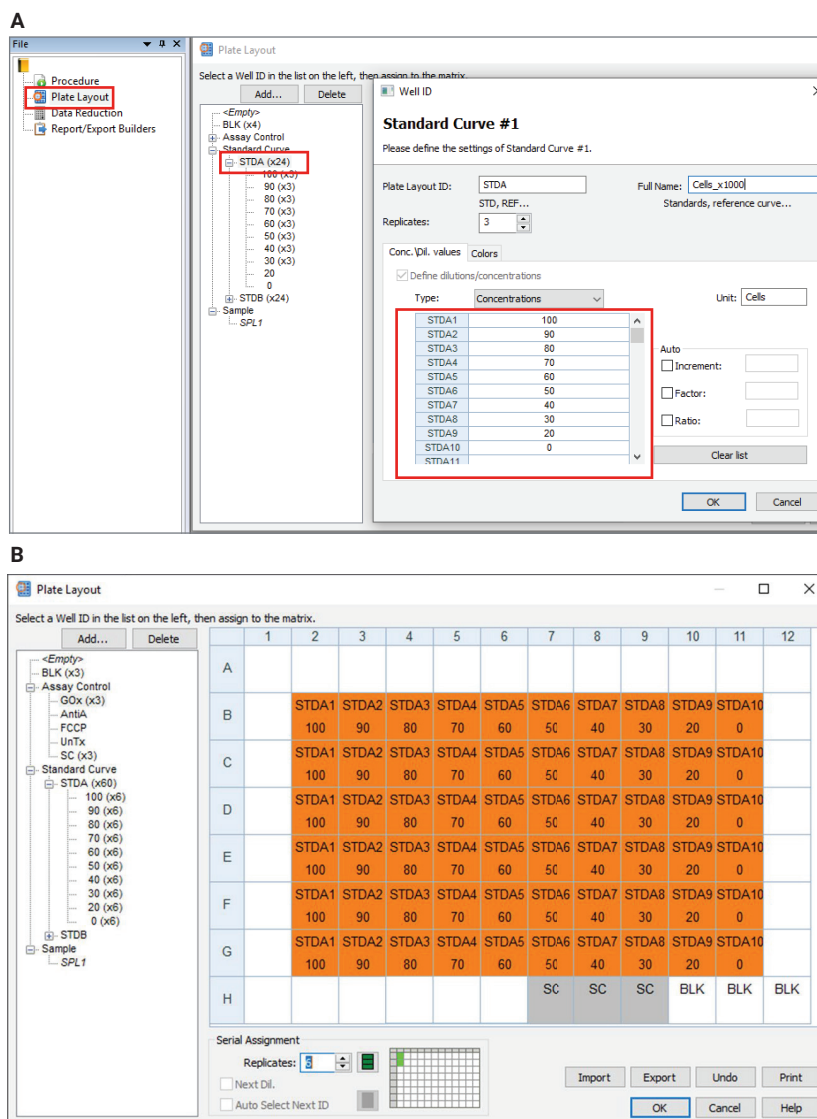 A
File
Plate Layout
Select a Well ID in the list on the left, then assign to the matrix.
Procedure
Plate Layout
Data Reduction
Report/Export Builders
Add... Delete
<Empty>
BLK (x4)
Assay Control
Standard Curve
STDA (x24)
100 (x3)
90 (x3)
80 (x3)
70 (x3)
60 (x3)
50 (x3)
40 (x3)
30 (x3)
20
0
STDB (x24)
Sample
SPL1
Well ID
Standard Curve #1
Please define the settings of Standard Curve #1.
Plate Layout ID: STDA Full Name: Cells_x1000
STD, REF... Standards, reference curve...
Replicates: 3
Conc.\Dil. values Colors
Define dilutions/concentrations
Type: Concentrations Unit: Cells
STDA1 100
STDA2 90
STDA3 80
STDA4 70
STDA5 60
STDA6 50
STDA7 40
STDA8 30
STDA9 20
STDA10 0
STDA11
Auto
Increment:
Factor:
Ratio:
Clear list
OK Cancel
B
Plate Layout
Select a Well ID in the list on the left, then assign to the matrix.
Add... Delete
<Empty>
BLK (x3)
Assay Control
GOx (x3)
AntiA
FCCP
UnTx
SC (x3)
Standard Curve
STDA (x60)
100 (x6)
90 (x6)
80 (x6)
70 (x6)
60 (x6)
50 (x6)
40 (x6)
30 (x6)
20 (x6)
0 (x6)
STDB
Sample
SPL1
1 2 3 4 5 6 7 8 9 10 11 12
A
B
STDA1 STDA2 STDA3 STDA4 STDA5 STDA6 STDA7 STDA8 STDA9 STDA10
100 90 80 70 60 50 40 30 20 0
C
STDA1 STDA2 STDA3 STDA4 STDA5 STDA6 STDA7 STDA8 STDA9 STDA10
100 90 80 70 60 50 40 30 20 0
D
STDA1 STDA2 STDA3 STDA4 STDA5 STDA6 STDA7 STDA8 STDA9 STDA10
100 90 80 70 60 50 40 30 20 0
E
STDA1 STDA2 STDA3 STDA4 STDA5 STDA6 STDA7 STDA8 STDA9 STDA10
100 90 80 70 60 50 40 30 20 0
F
STDA1 STDA2 STDA3 STDA4 STDA5 STDA6 STDA7 STDA8 STDA9 STDA10
100 90 80 70 60 50 40 30 20 0
G
STDA1 STDA2 STDA3 STDA4 STDA5 STDA6 STDA7 STDA8 STDA9 STDA10
100 90 80 70 60 50 40 30 20 0
H
SC SC SC BLK BLK BLK
Serial Assignment
Replicates: 6
Next Dil.
Auto Select Next ID
Import Export Undo Print
OK Cancel Help